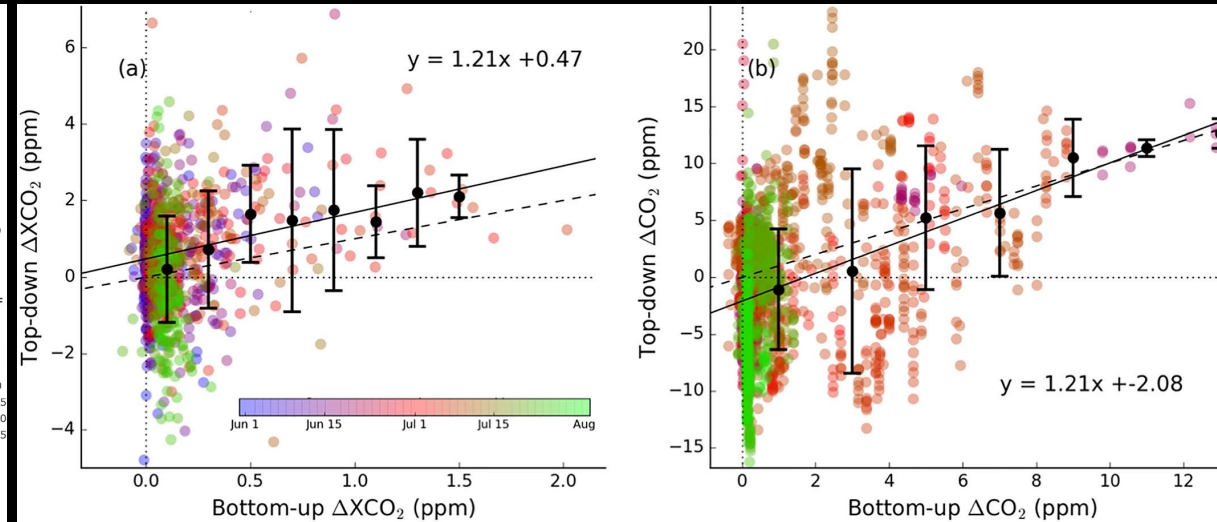 (a)
y = 1.21x +0.47
Top-down ΔXCO₂ (ppm)
6
4
2
0
−2
−4
Jun 1 Jun 15 Jul 1 Jul 15 Aug
0.0 0.5 1.0 1.5 2.0
Bottom-up ΔXCO₂ (ppm)
(b)
y = 1.21x +-2.08
Top-down ΔCO₂ (ppm)
20
15
10
5
0
−5
−10
−15
0 2 4 6 8 10 12
Bottom-up ΔCO₂ (ppm)